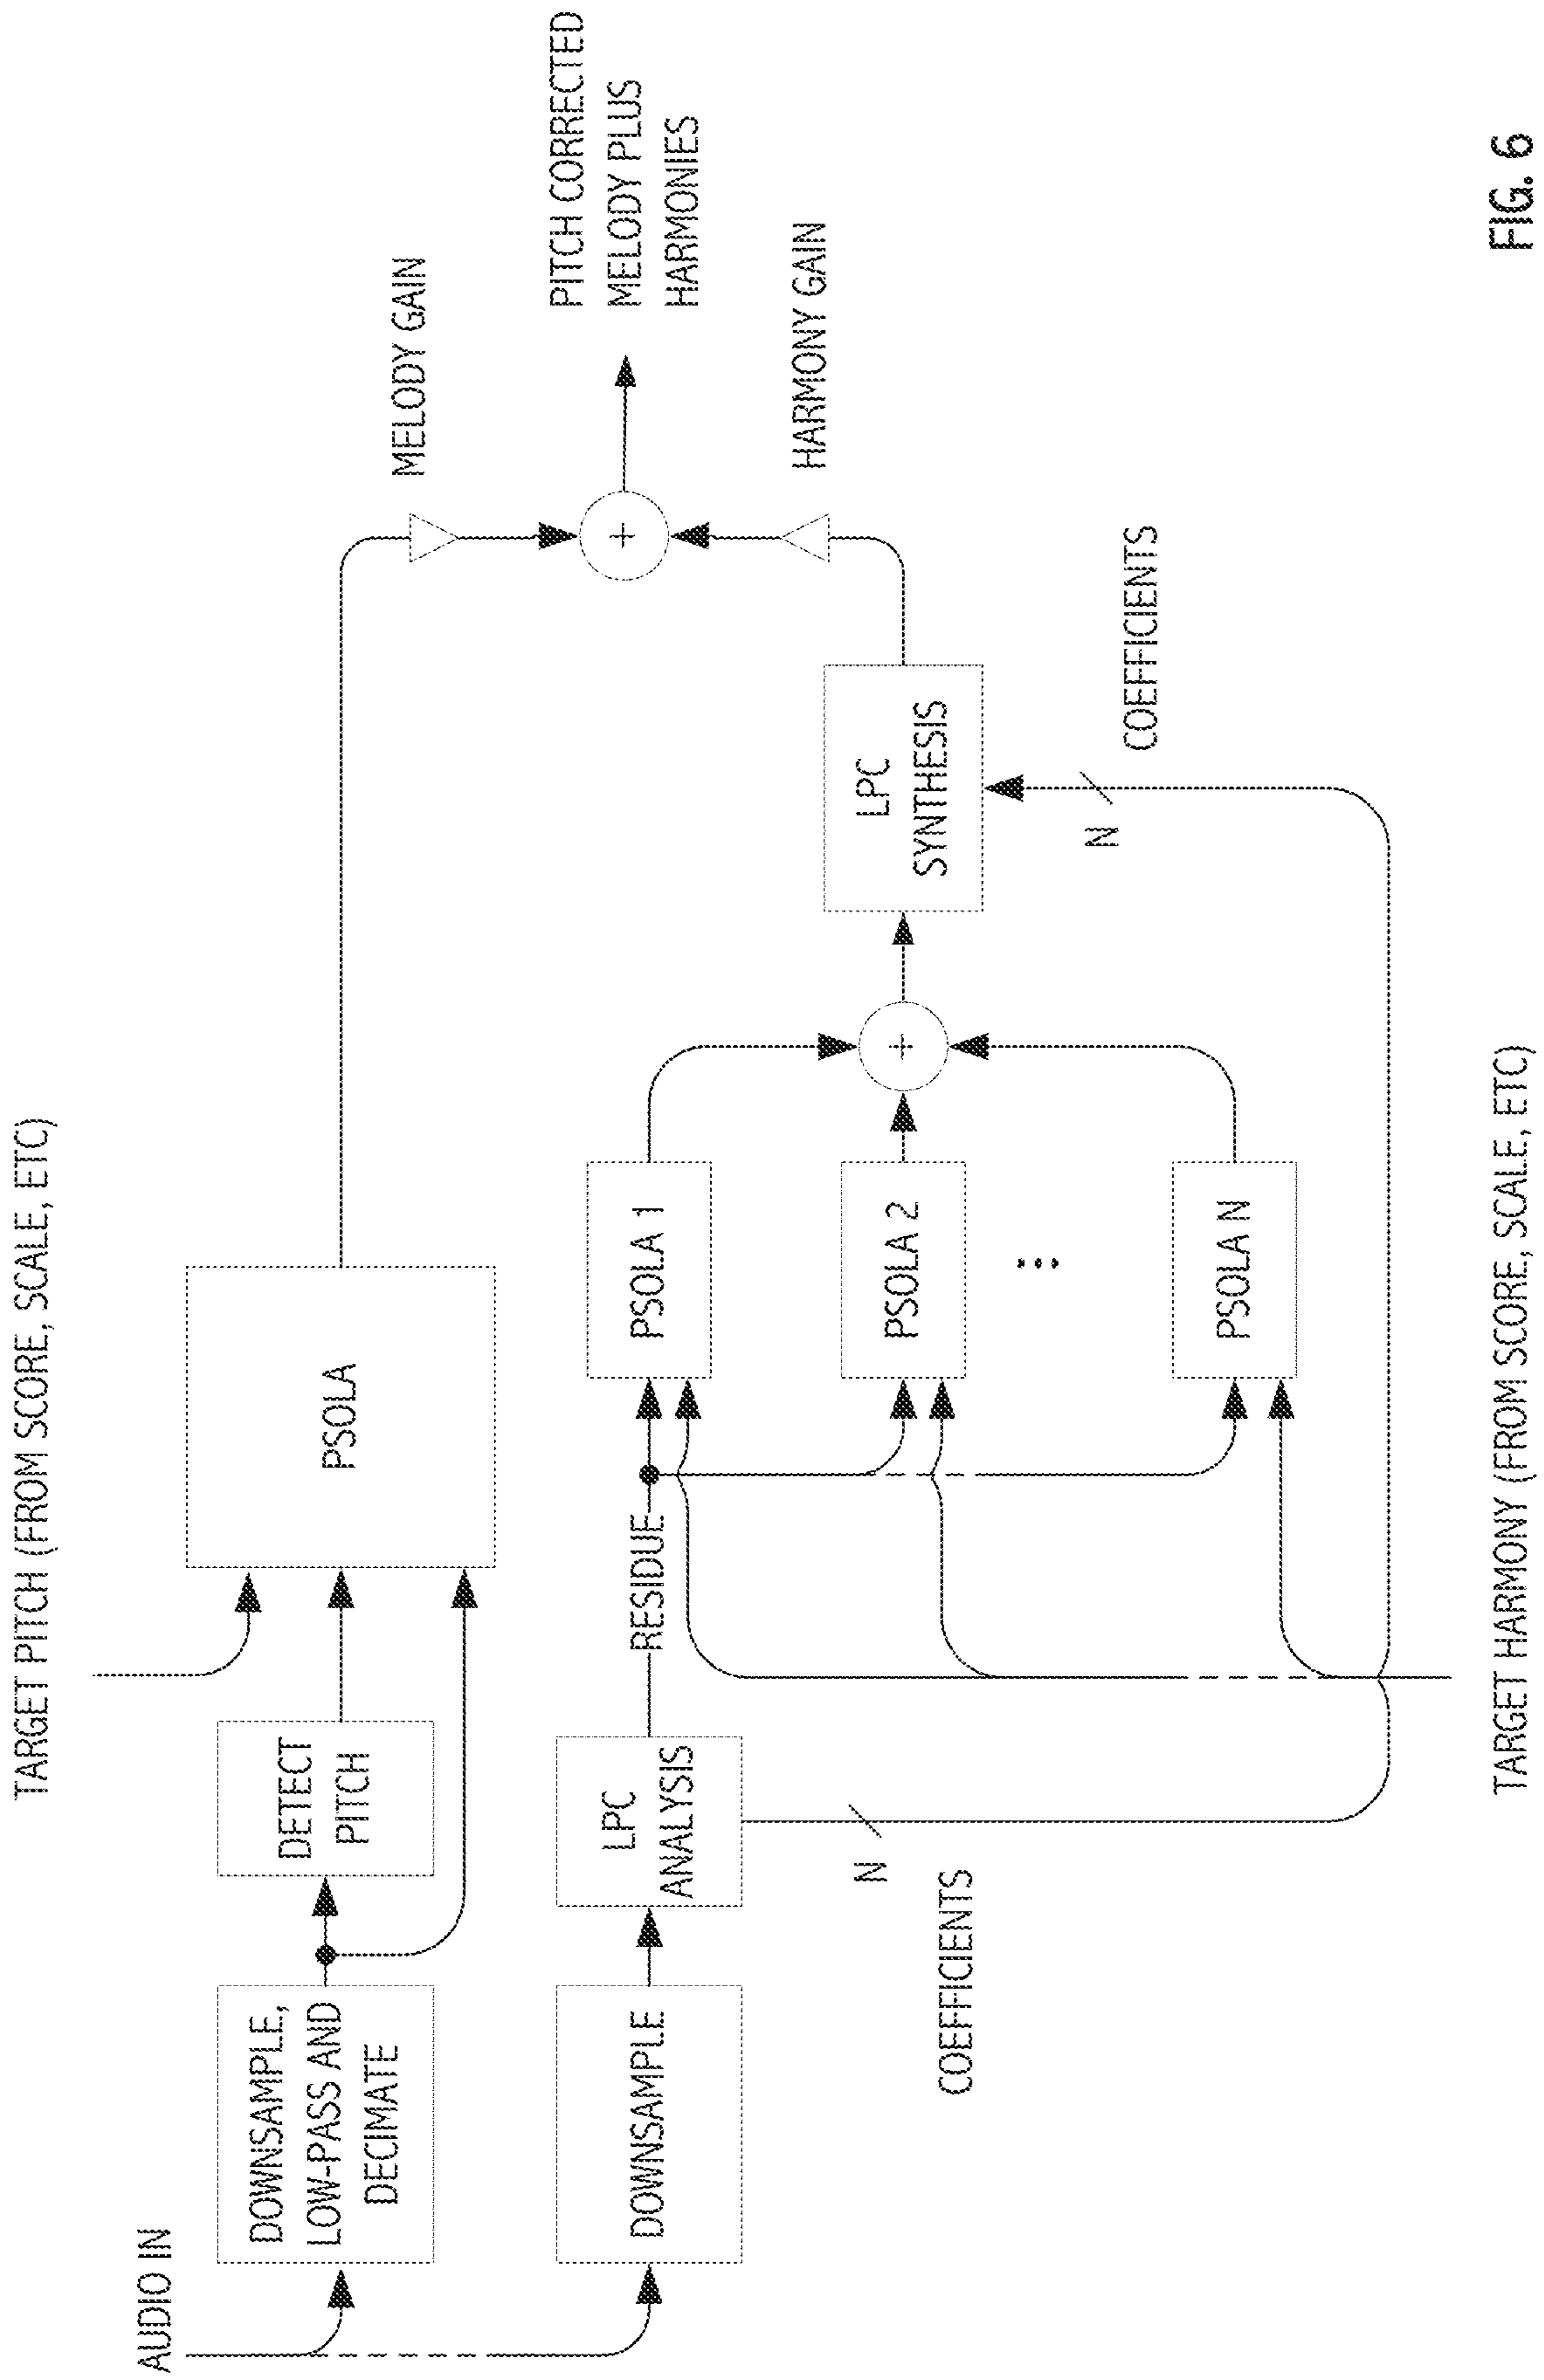 TARGET PITCH (FROM SCORE, SCALE, ETC)
AUDIO IN
DOWNSAMPLE,
LOW-PASS AND
DECIMATE
DETECT
PITCH
PSOLA
MELODY GAIN
PITCH CORRECTED
MELODY PLUS
HARMONIES
DOWNSAMPLE
LPC
ANALYSIS
RESIDUE
PSOLA 1
PSOLA 2
PSOLA N
+
+
LPC
SYNTHESIS
HARMONY GAIN
N
COEFFICIENTS
N
COEFFICIENTS
TARGET HARMONY (FROM SCORE, SCALE, ETC)
FIG. 6